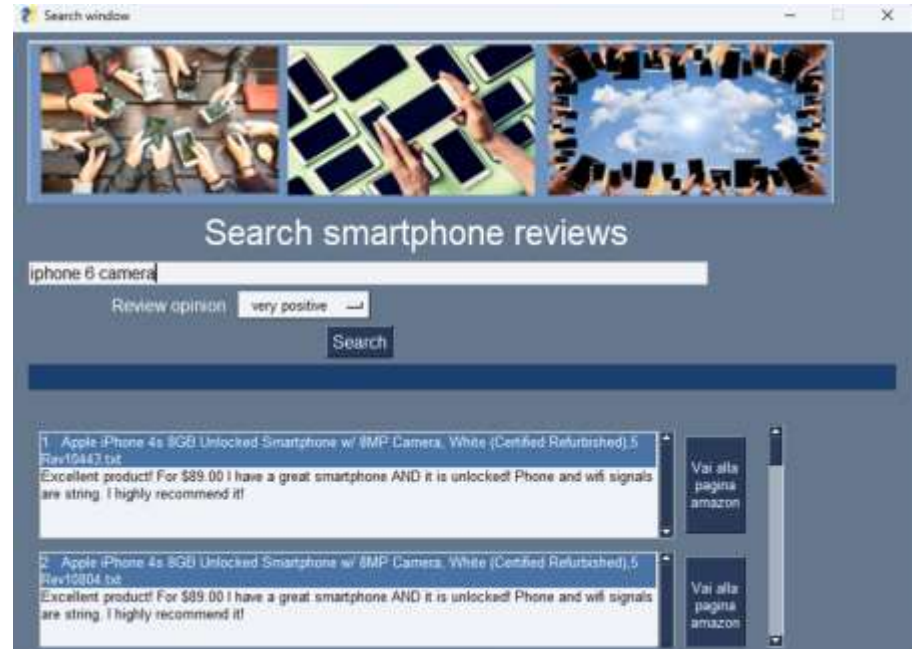 Search window
Search smartphone reviews
iphone 6 camera
Review opinion very positive
Search
1 Apple iPhone 4s 8GB Unlocked Smartphone w/ 8MP Camera, White (Certified Refurbished),5
Rev10443.txt
Excellent product! For $89.00 I have a great smartphone AND it is unlocked! Phone and wifi signals
are string. I highly recommend it!
Vai alla
pagina
amazon
2 Apple iPhone 4s 8GB Unlocked Smartphone w/ 8MP Camera, White (Certified Refurbished),5
Rev10804.txt
Excellent product! For $89.00 I have a great smartphone AND it is unlocked! Phone and wifi signals
are string. I highly recommend it!
Vai alla
pagina
amazon